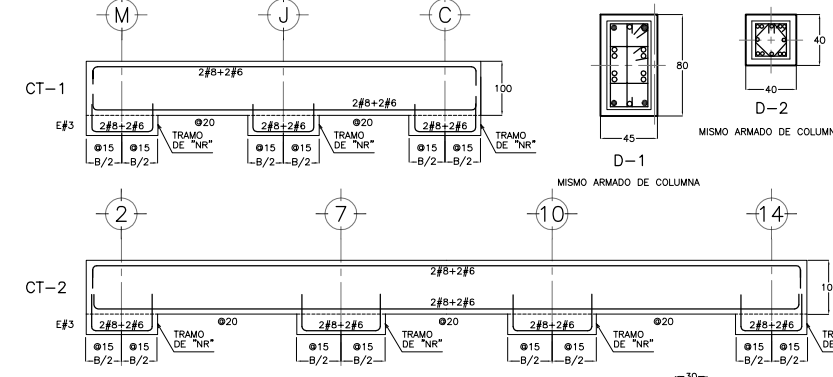 M J C
CT-1
2#8+2#6
2#8+2#6
100
E#3
2#8+2#6 @20 2#8+2#6 @20 2#8+2#6
TRAMO DE "NR"
TRAMO DE "NR"
TRAMO DE "NR"
@15 @15 @15 @15 @15 @15
B/2 B/2 B/2 B/2 B/2 B/2
80
45
D-1
MISMO ARMADO DE COLUMNA
40
40
D-2
MISMO ARMADO DE COLUMN
2 7 10 14
CT-2
2#8+2#6
2#8+2#6
10
E#3
2#8+2#6 @20 2#8+2#6 @20 2#8+2#6 @20 2#8+2#6
TRAMO DE "NR"
TRAMO DE "NR"
TRAMO DE "NR"
TR
DE
@15 @15 @15 @15 @15 @15 @15 @15
B/2 B/2 B/2 B/2 B/2 B/2 B/2 B/2
30